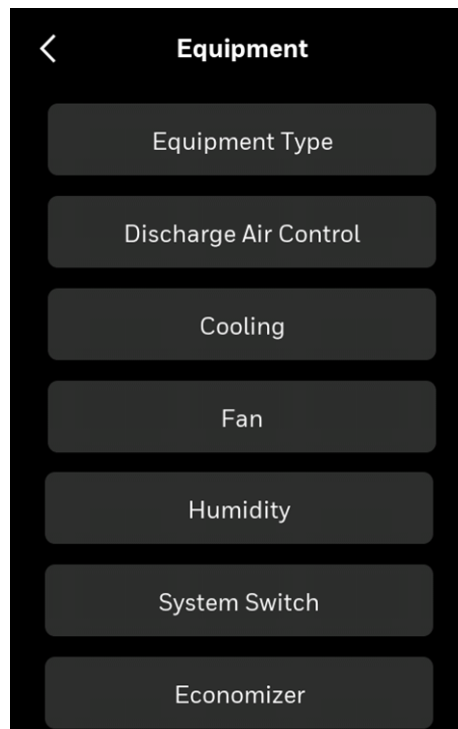 Equipment
Equipment Type
Discharge Air Control
Cooling
Fan
Humidity
System Switch
Economizer